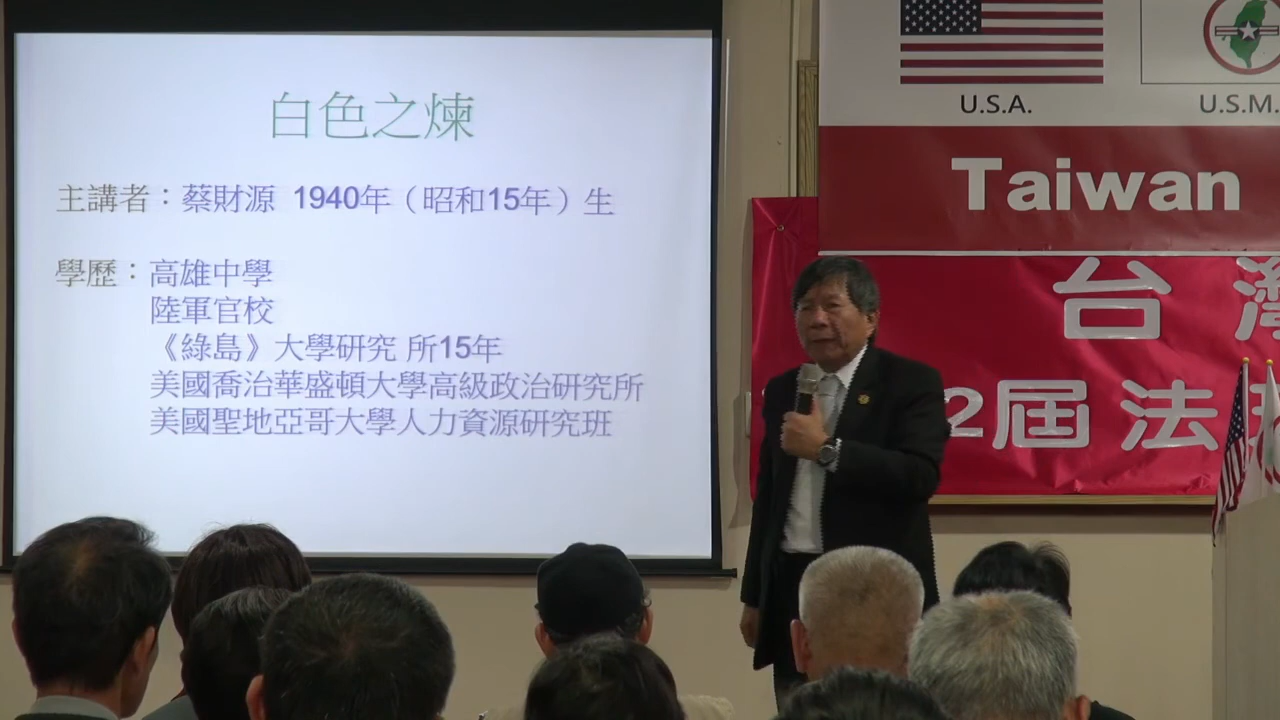 白色之煉
主講者：蔡財源 1940年（昭和15年）生
學歷：高雄中學
陸軍官校
《綠島》大學研究 所15年
美國喬治華盛頓大學高級政治研究所
美國聖地亞哥大學人力資源研究班
U.S.A.
U.S.M.
Taiwan
台灣
2屆 法